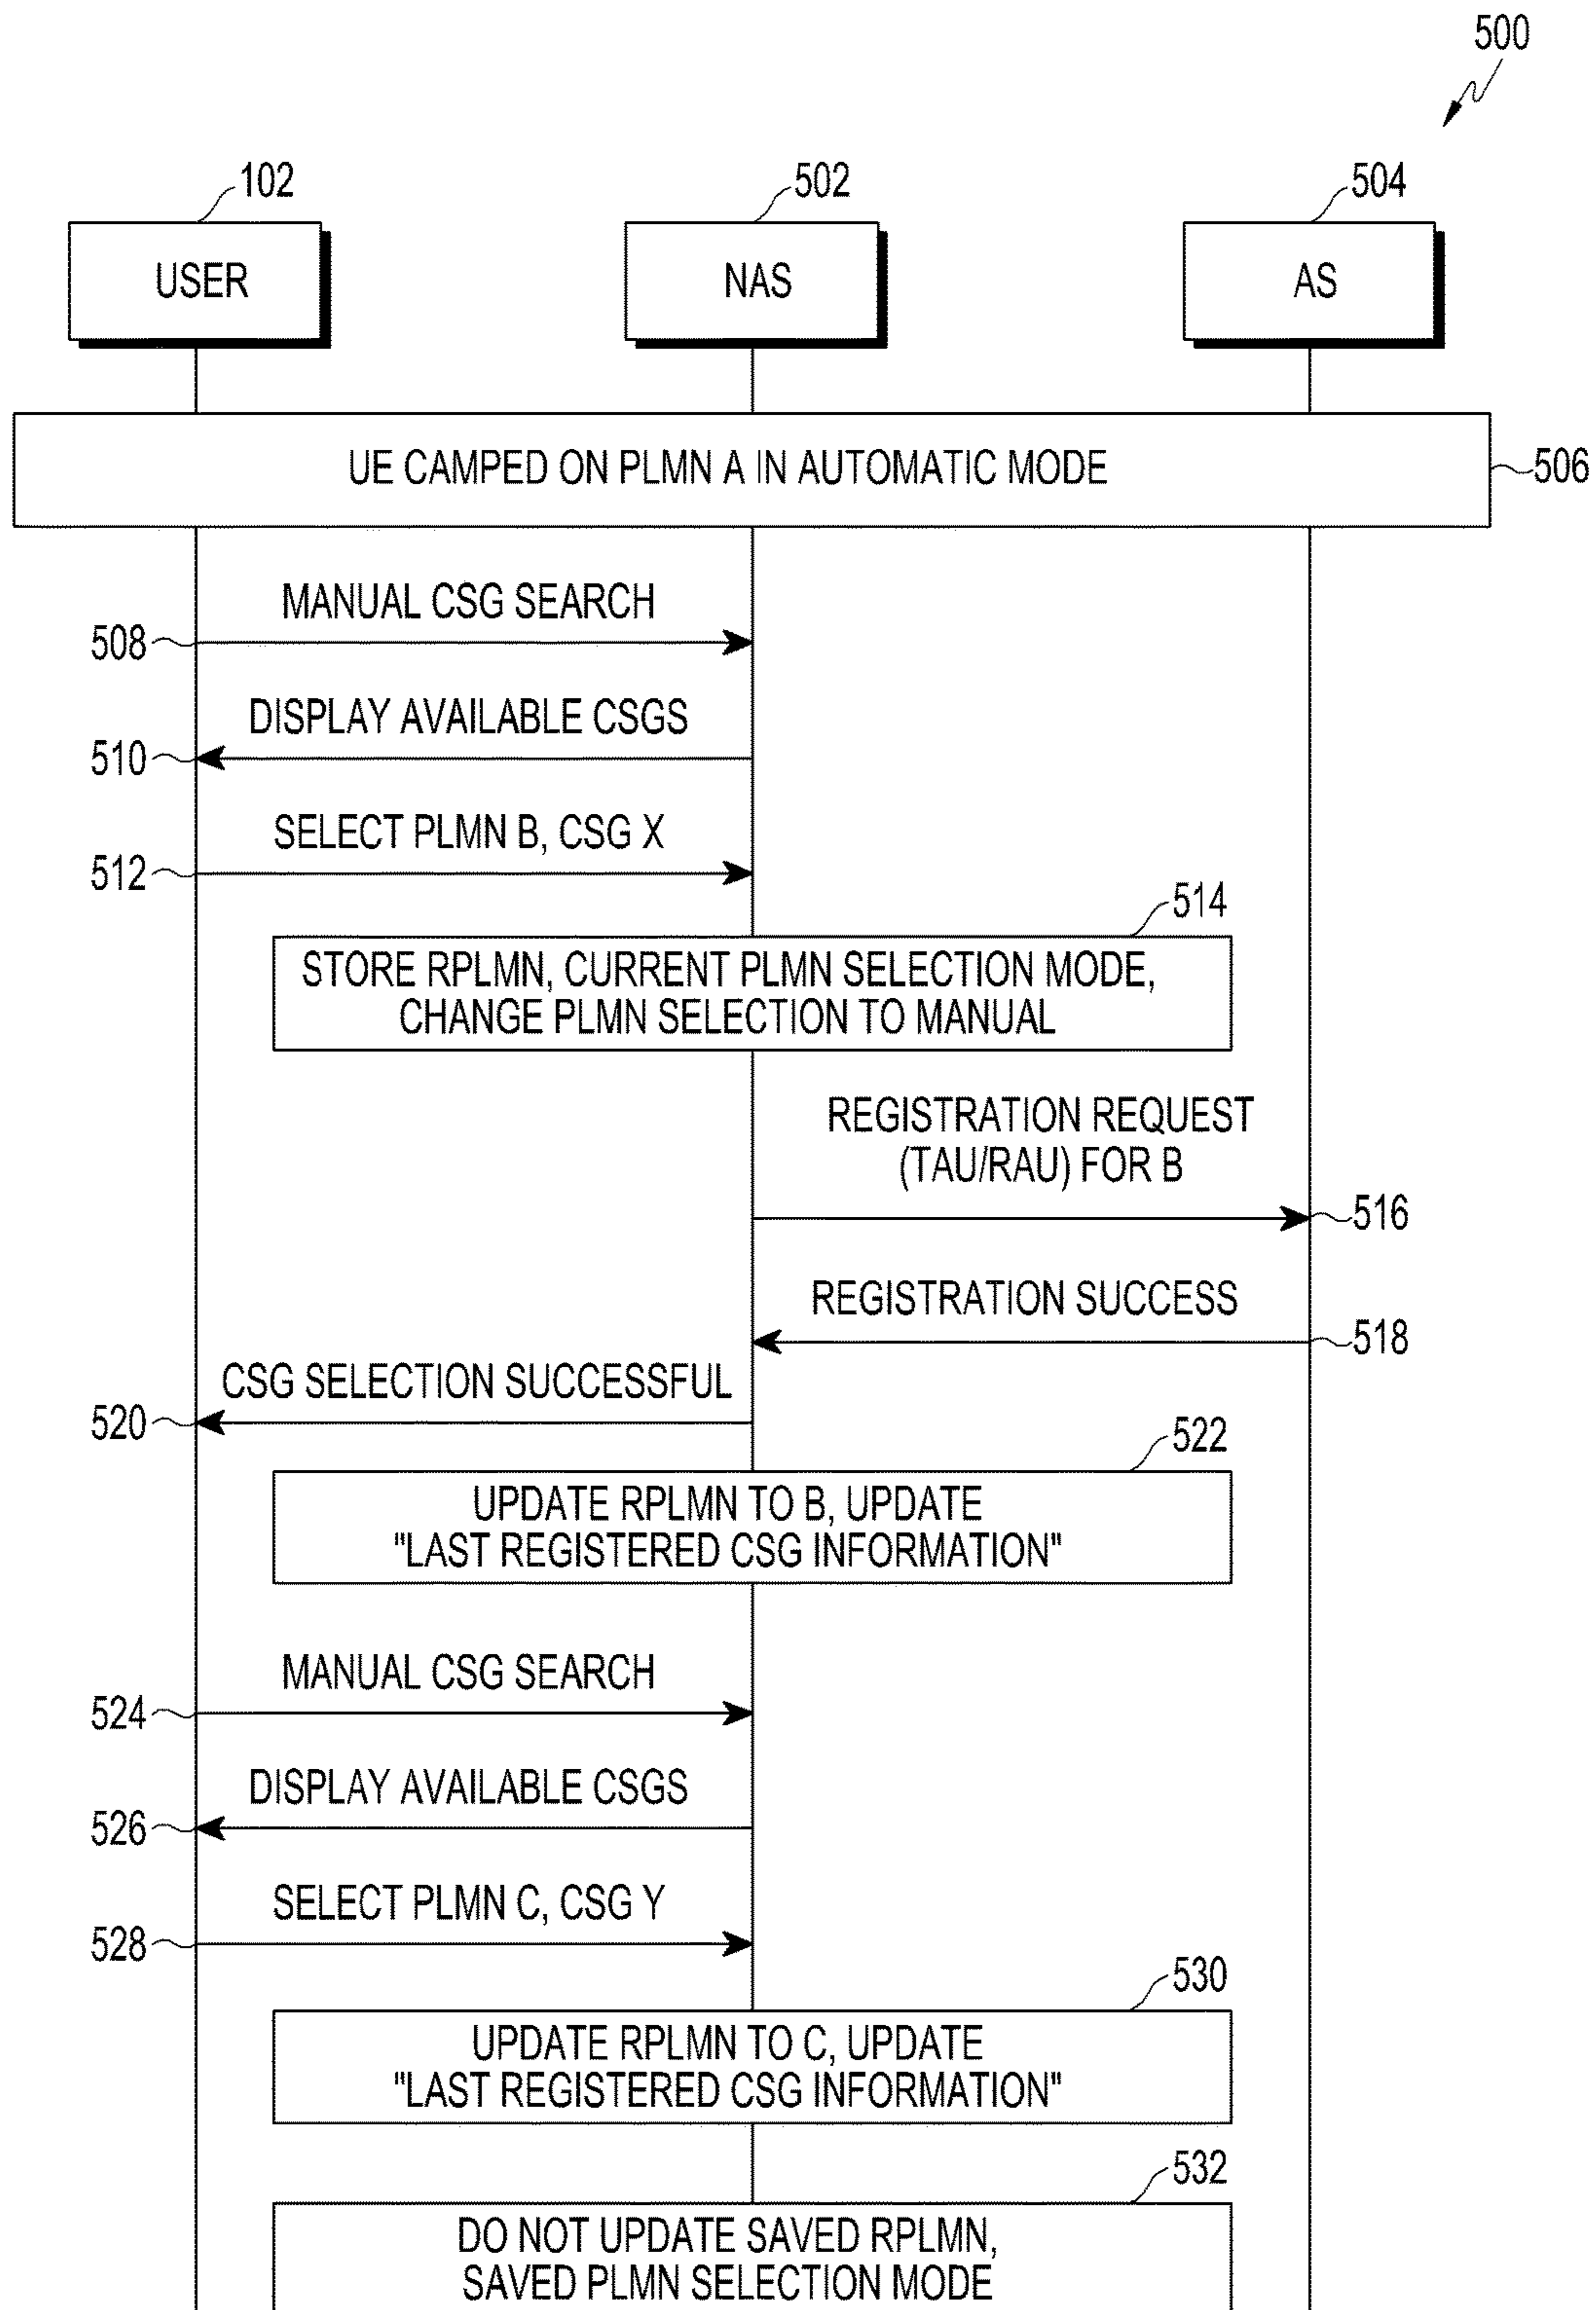 500
102
502
504
USER
NAS
AS
UE CAMPED ON PLMN A IN AUTOMATIC MODE
506
MANUAL CSG SEARCH
508
DISPLAY AVAILABLE CSGS
510
SELECT PLMN B, CSG X
512
514
STORE RPLMN, CURRENT PLMN SELECTION MODE,
CHANGE PLMN SELECTION TO MANUAL
REGISTRATION REQUEST
(TAU/RAU) FOR B
516
REGISTRATION SUCCESS
518
CSG SELECTION SUCCESSFUL
520
522
UPDATE RPLMN TO B, UPDATE
"LAST REGISTERED CSG INFORMATION"
MANUAL CSG SEARCH
524
DISPLAY AVAILABLE CSGS
526
SELECT PLMN C, CSG Y
528
530
UPDATE RPLMN TO C, UPDATE
"LAST REGISTERED CSG INFORMATION"
532
DO NOT UPDATE SAVED RPLMN,
SAVED PLMN SELECTION MODE